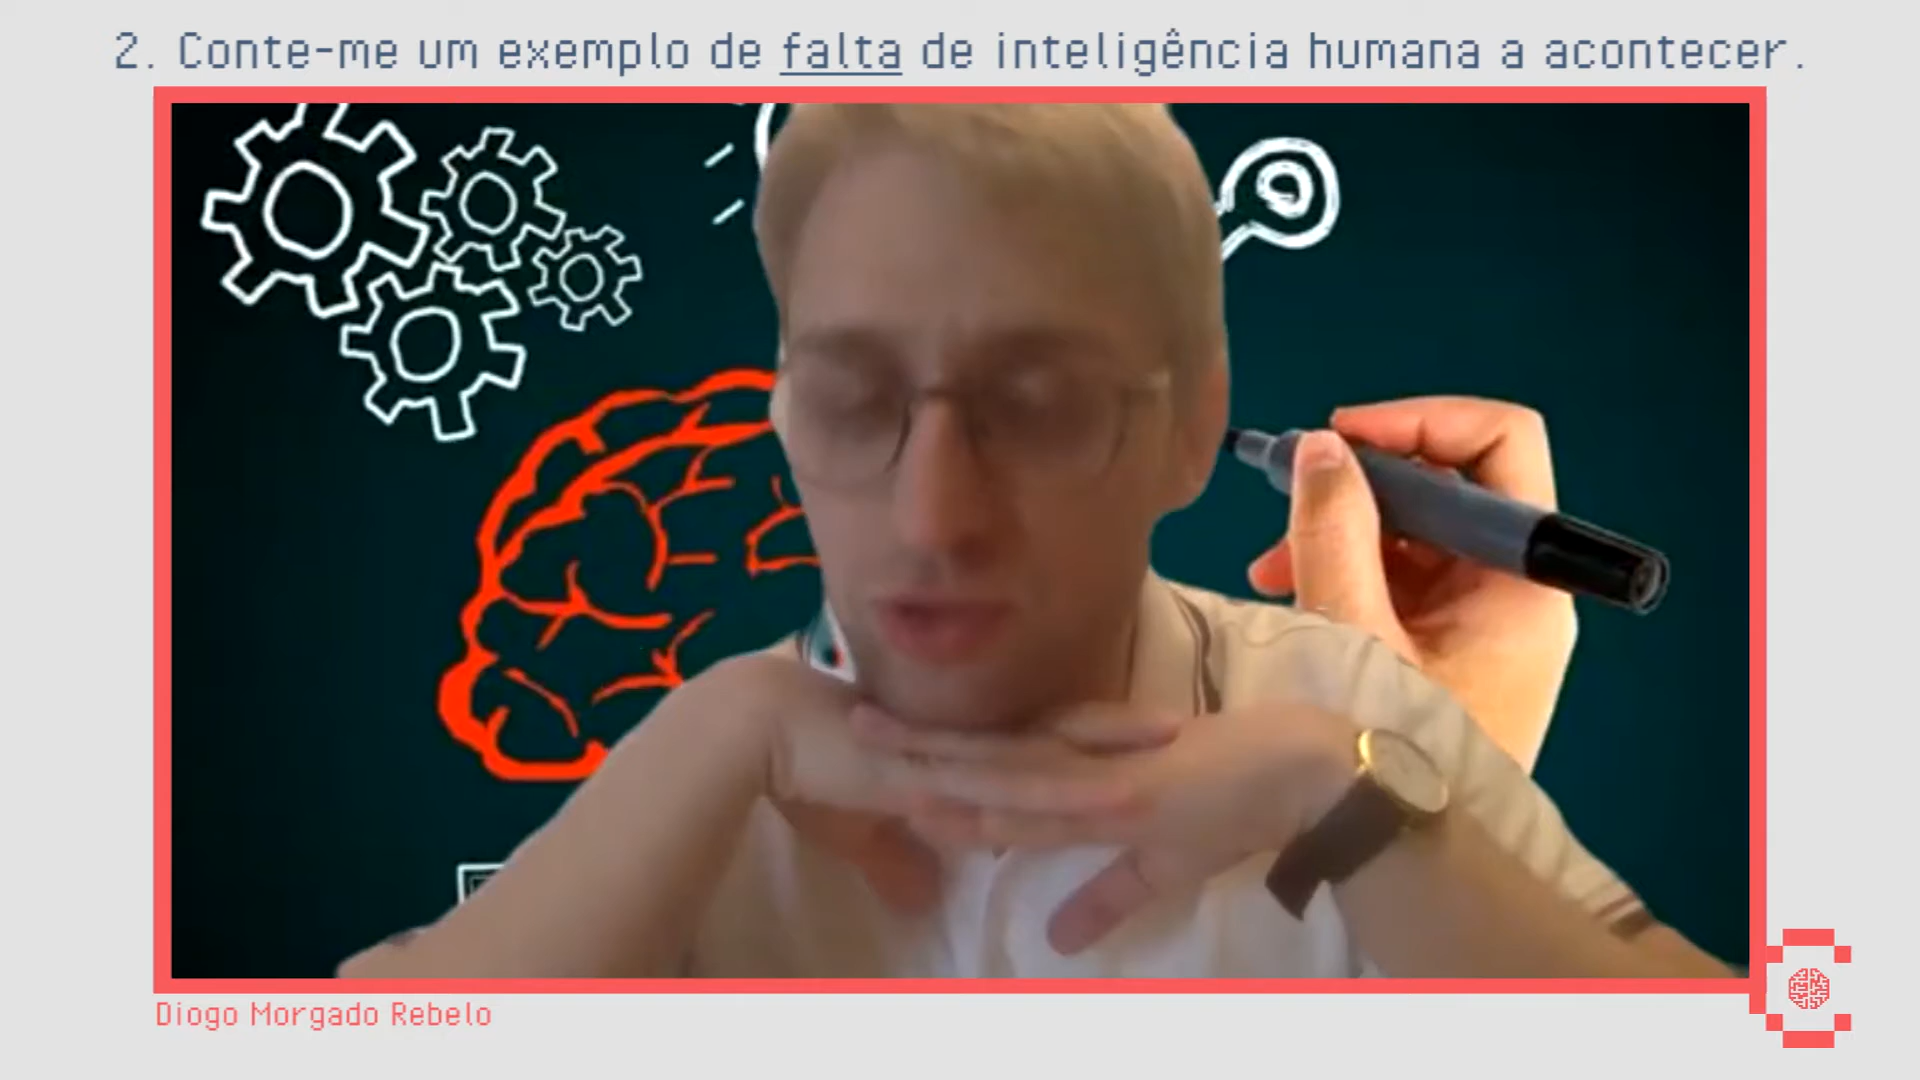 2. Conte-me um exemplo de falta de inteligência humana a acontecer.
Diogo Morgado Rebelo